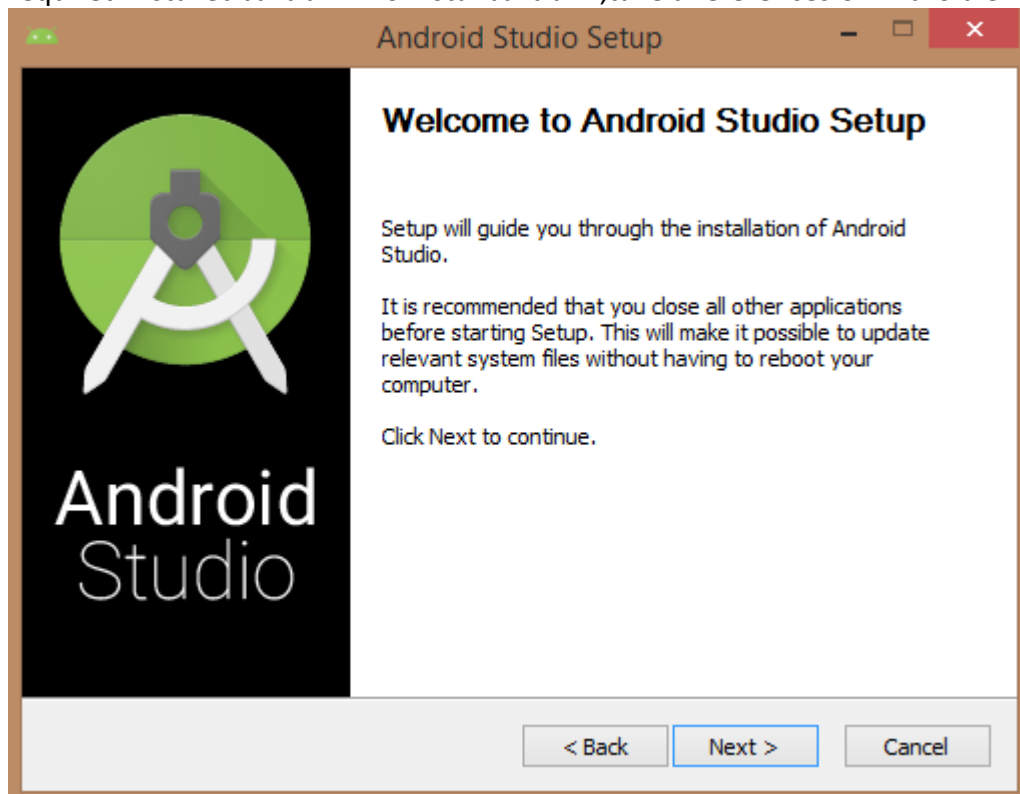 Android Studio Setup
Welcome to Android Studio Setup
Setup will guide you through the installation of Android
Studio.
It is recommended that you close all other applications
before starting Setup. This will make it possible to update
relevant system files without having to reboot your
computer.
Click Next to continue.
Android
Studio
< Back Next > Cancel